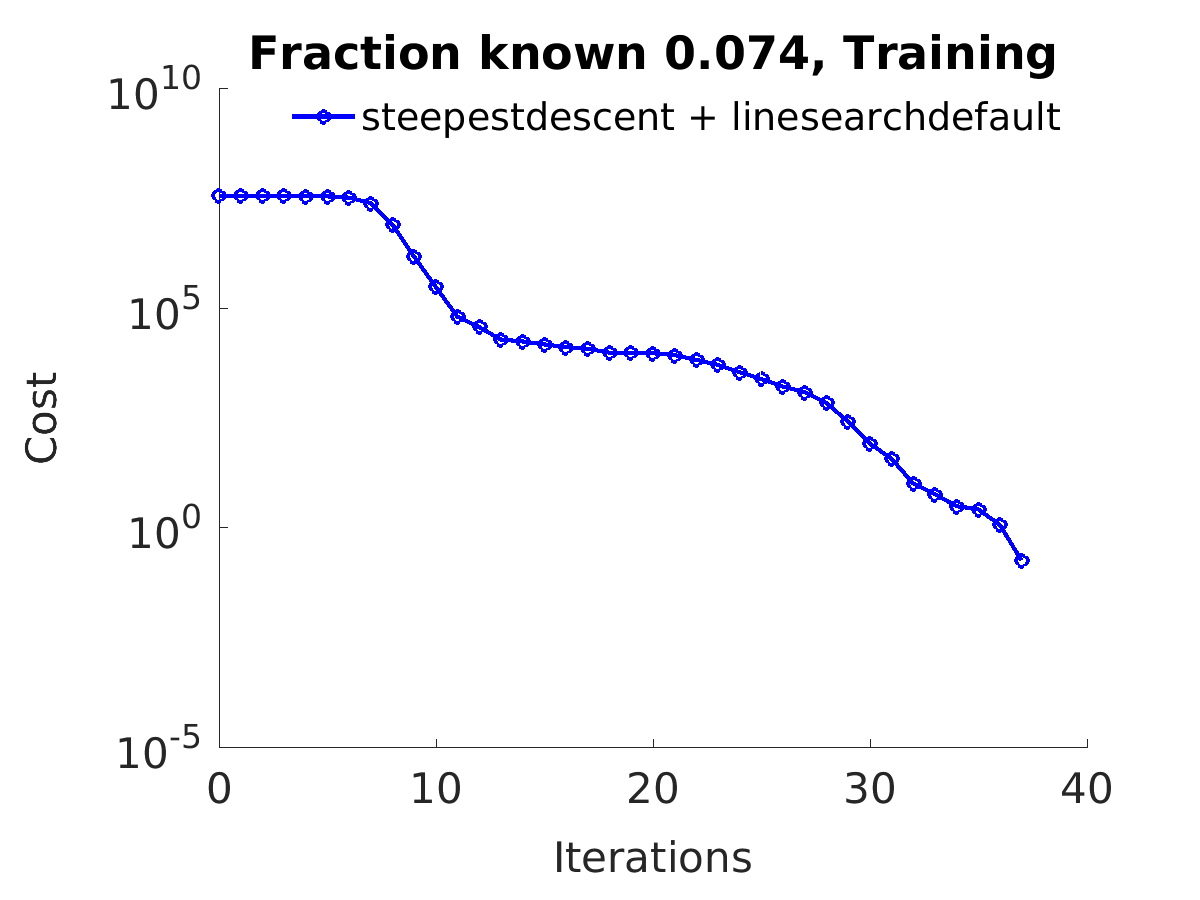 Fraction known 0.074, Training
10^10
steepestdescent + linesearchdefault
10^5
Cost
10^0
10^-5
0 10 20 30 40
Iterations